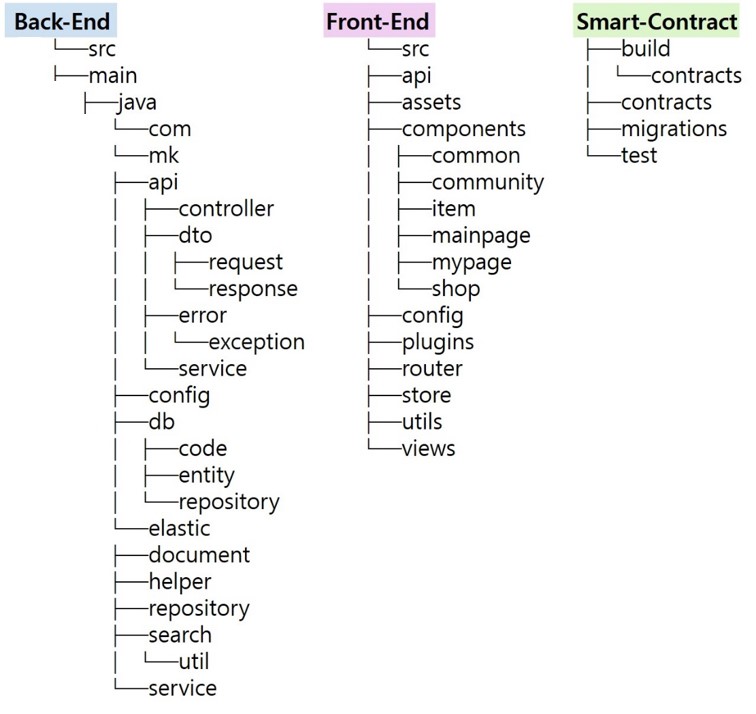 Back-End
└──src
├──main
├──java
└──com
└──mk
├──api
│ ├──controller
│ ├──dto
│ │ ├──request
│ │ └──response
│ ├──error
│ │ └──exception
│ └──service
├──config
├──db
│ ├──code
│ ├──entity
│ └──repository
└──elastic
├──document
├──helper
├──repository
├──search
│ └──util
└──service
Front-End
└──src
├──api
├──assets
├──components
│ ├──common
│ ├──community
│ ├──item
│ ├──mainpage
│ ├──mypage
│ └──shop
├──config
├──plugins
├──router
├──store
├──utils
└──views
Smart-Contract
├──build
│ └──contracts
├──contracts
├──migrations
└──test